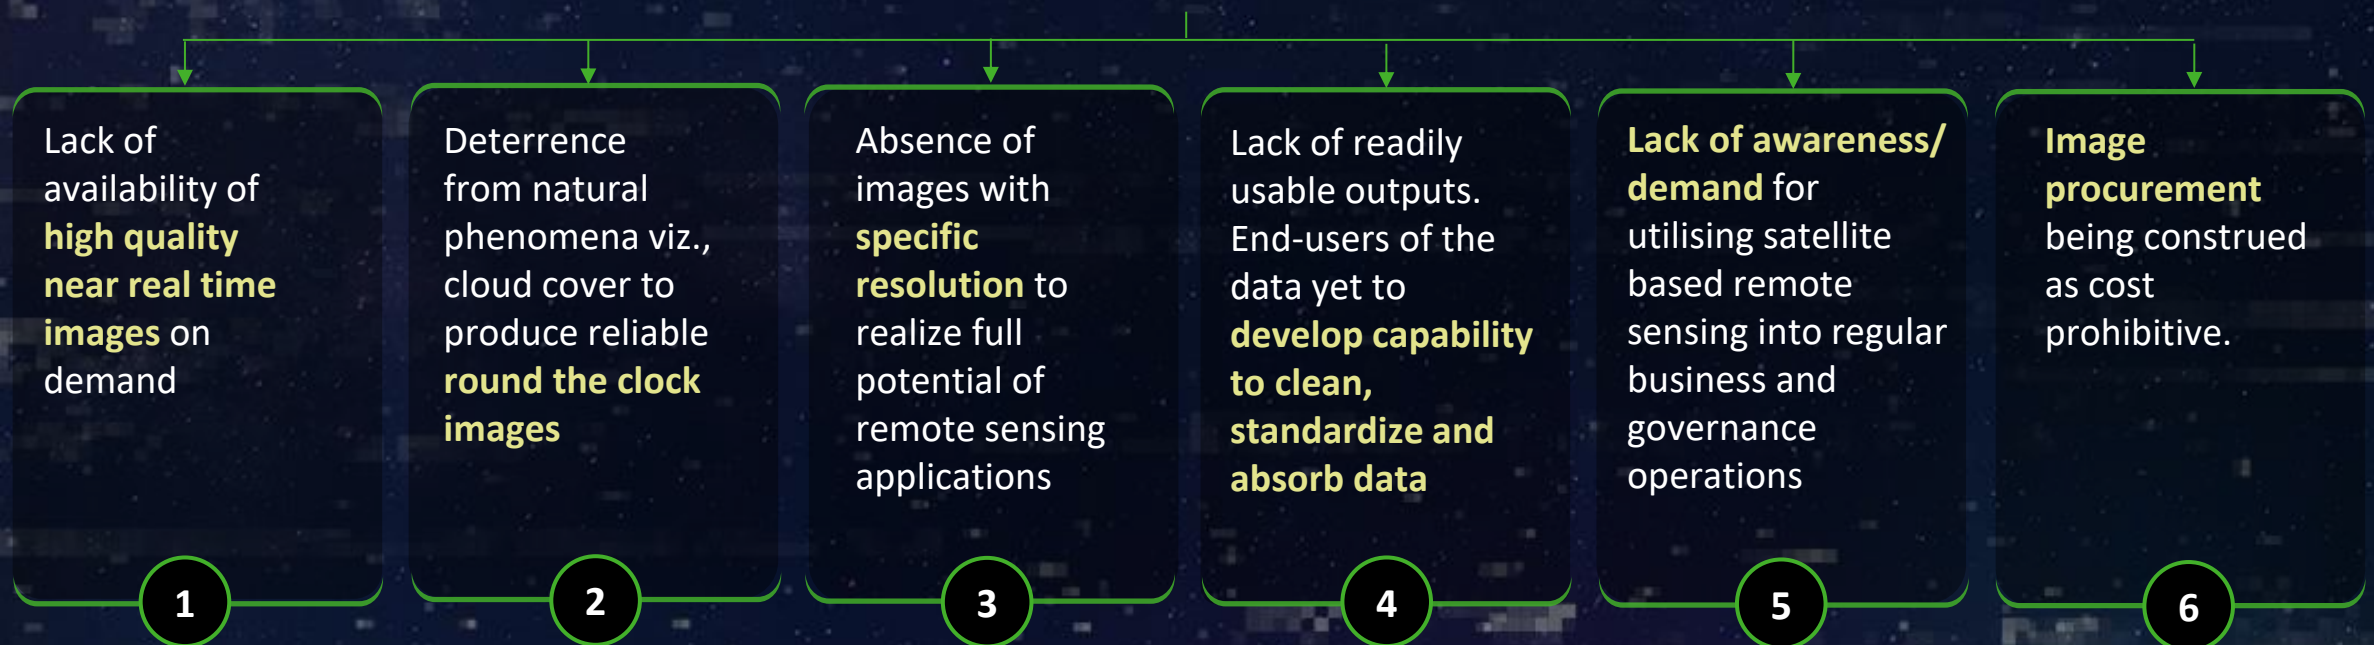 Lack of
availability of
high quality
near real time
images on
demand
1
Deterrence
from natural
phenomena viz.,
cloud cover to
produce reliable
round the clock
images
2
Absence of
images with
specific
resolution to
realize full
potential of
remote sensing
applications
3
Lack of readily
usable outputs.
End-users of the
data yet to
develop capability
to clean,
standardize and
absorb data
4
Lack of awareness/
demand for
utilising satellite
based remote
sensing into regular
business and
governance
operations
5
Image
procurement
being construed
as cost
prohibitive.
6